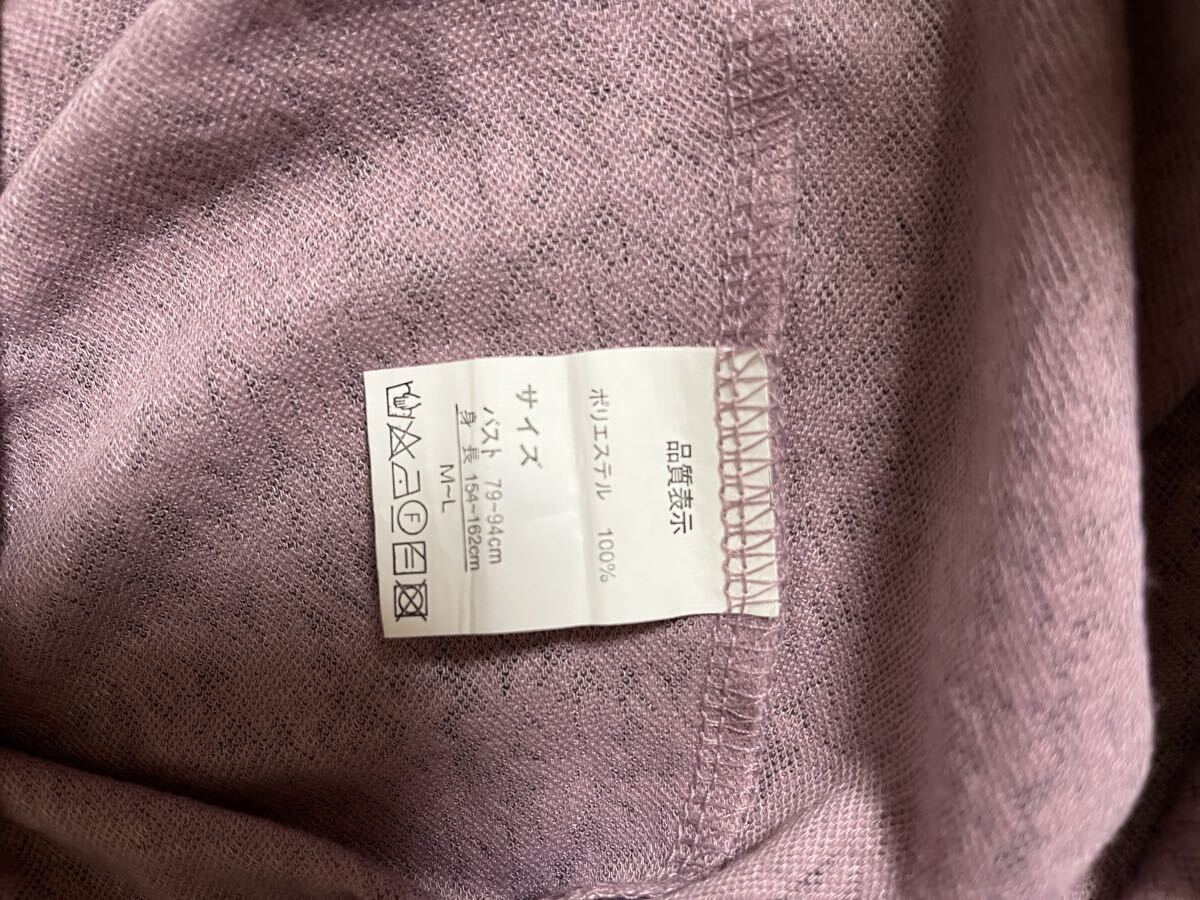 品質表示
ポリエステル 100%
サイズ
バスト 79~94cm
身長 154~162cm
M~L